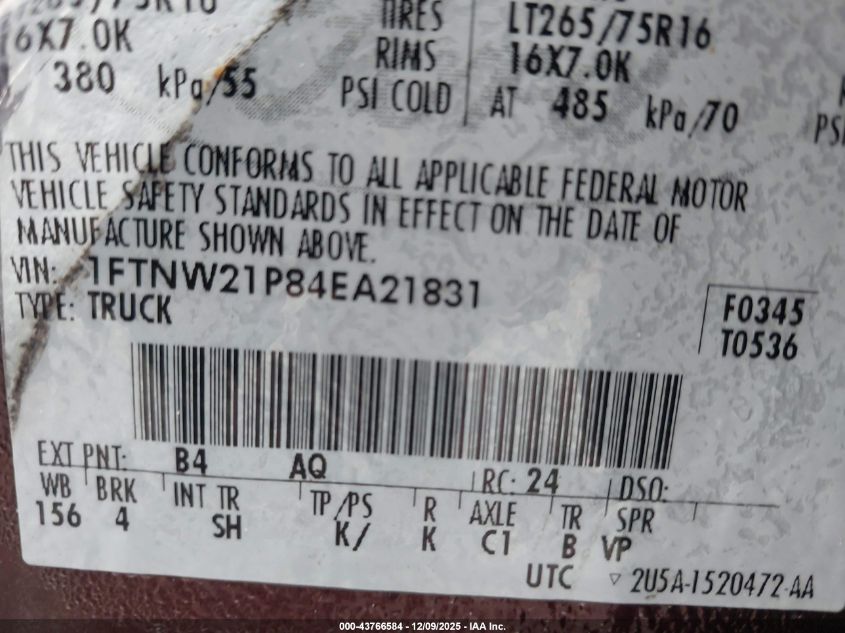 TIRES LT265/75R16
6X7.0K RIMS 16X7.0K
380 kPa/55 PSI COLD AT 485 kPa/70 PSI
THIS VEHICLE CONFORMS TO ALL APPLICABLE FEDERAL MOTOR
VEHICLE SAFETY STANDARDS IN EFFECT ON THE DATE OF
MANUFACTURE SHOWN ABOVE.
VIN: 1FTNW21P84EA21831
TYPE: TRUCK
F0345
T0536
EXT PNT: B4 AQ RC: 24 DSO:
WB BRK INT TR TP/PS R AXLE TR SPR
156 4 SH K/ K C1 B VP
UTC ▽ 2U5A-1520472-AA
000-43766584 - 12/09/2025 - IAA Inc.